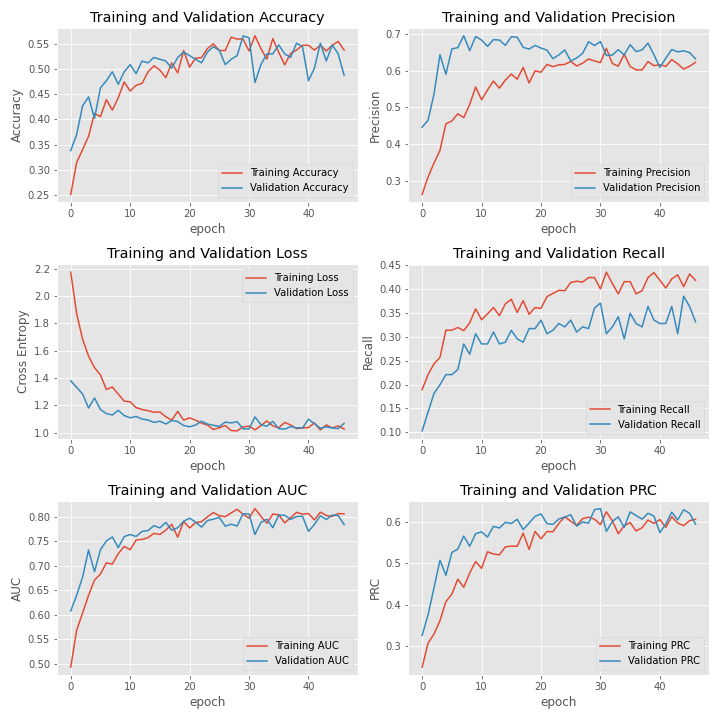 Training and Validation Accuracy
Accuracy
0.55
0.50
0.45
0.40
0.35
0.30
0.25
0
10
20
30
40
epoch
Training Accuracy
Validation Accuracy
Training and Validation Precision
Precision
0.7
0.6
0.5
0.4
0.3
0
10
20
30
40
epoch
Training Precision
Validation Precision
Training and Validation Loss
Cross Entropy
2.2
2.0
1.8
1.6
1.4
1.2
1.0
0
10
20
30
40
epoch
Training Loss
Validation Loss
Training and Validation Recall
Recall
0.45
0.40
0.35
0.30
0.25
0.20
0.15
0.10
0
10
20
30
40
epoch
Training Recall
Validation Recall
Training and Validation AUC
AUC
0.80
0.75
0.70
0.65
0.60
0.55
0.50
0
10
20
30
40
epoch
Training AUC
Validation AUC
Training and Validation PRC
PRC
0.6
0.5
0.4
0.3
0
10
20
30
40
epoch
Training PRC
Validation PRC